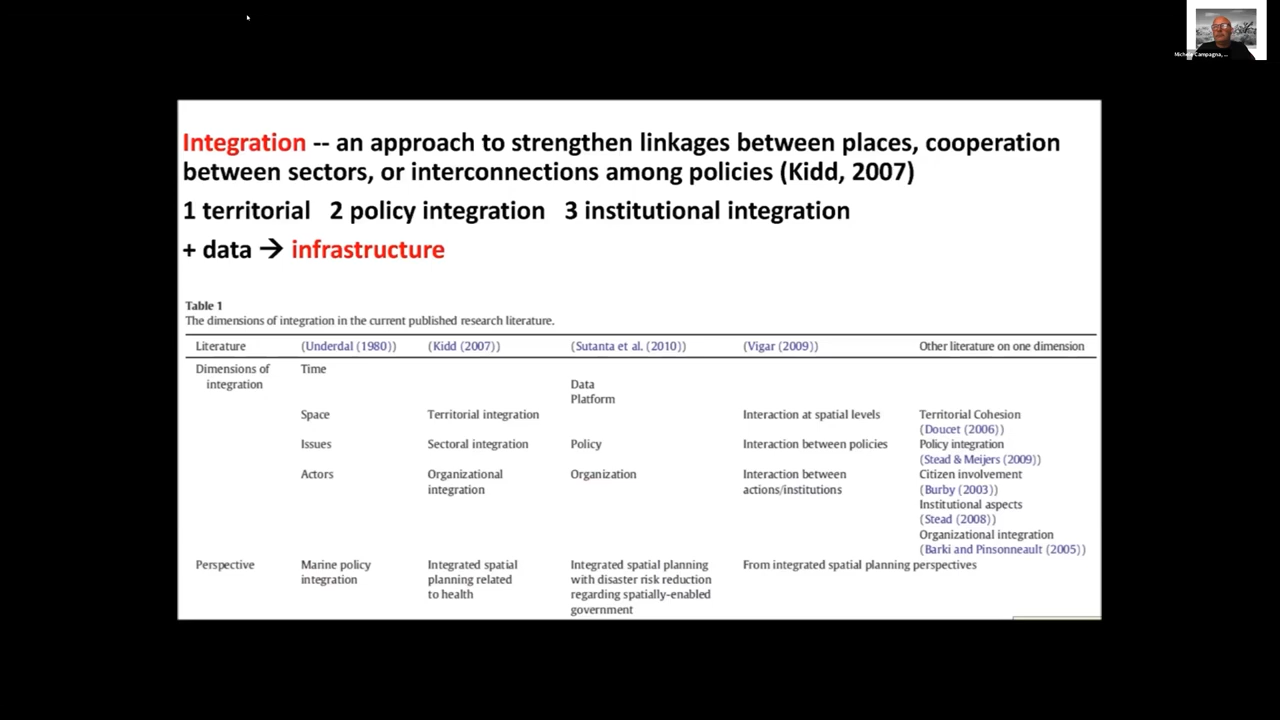 Michele Campagna, ...
Integration -- an approach to strengthen linkages between places, cooperation
between sectors, or interconnections among policies (Kidd, 2007)
1 territorial 2 policy integration 3 institutional integration
+ data → infrastructure
Table 1
The dimensions of integration in the current published research literature.
Literature (Underdal (1980)) (Kidd (2007)) (Sutanta et al. (2010)) (Vigar (2009)) Other literature on one dimension
Dimensions of Time
integration Data
Platform
Space Territorial integration Interaction at spatial levels Territorial Cohesion
(Doucet (2006))
Issues Sectoral integration Policy Interaction between policies Policy integration
(Stead & Meijers (2009))
Actors Organizational Organization Interaction between Citizen involvement
integration actions/institutions (Burby (2003))
Institutional aspects
(Stead (2008))
Organizational integration
(Barki and Pinsonneault (2005))
Perspective Marine policy Integrated spatial Integrated spatial planning From integrated spatial planning perspectives
integration planning related with disaster risk reduction
to health regarding spatially-enabled
government